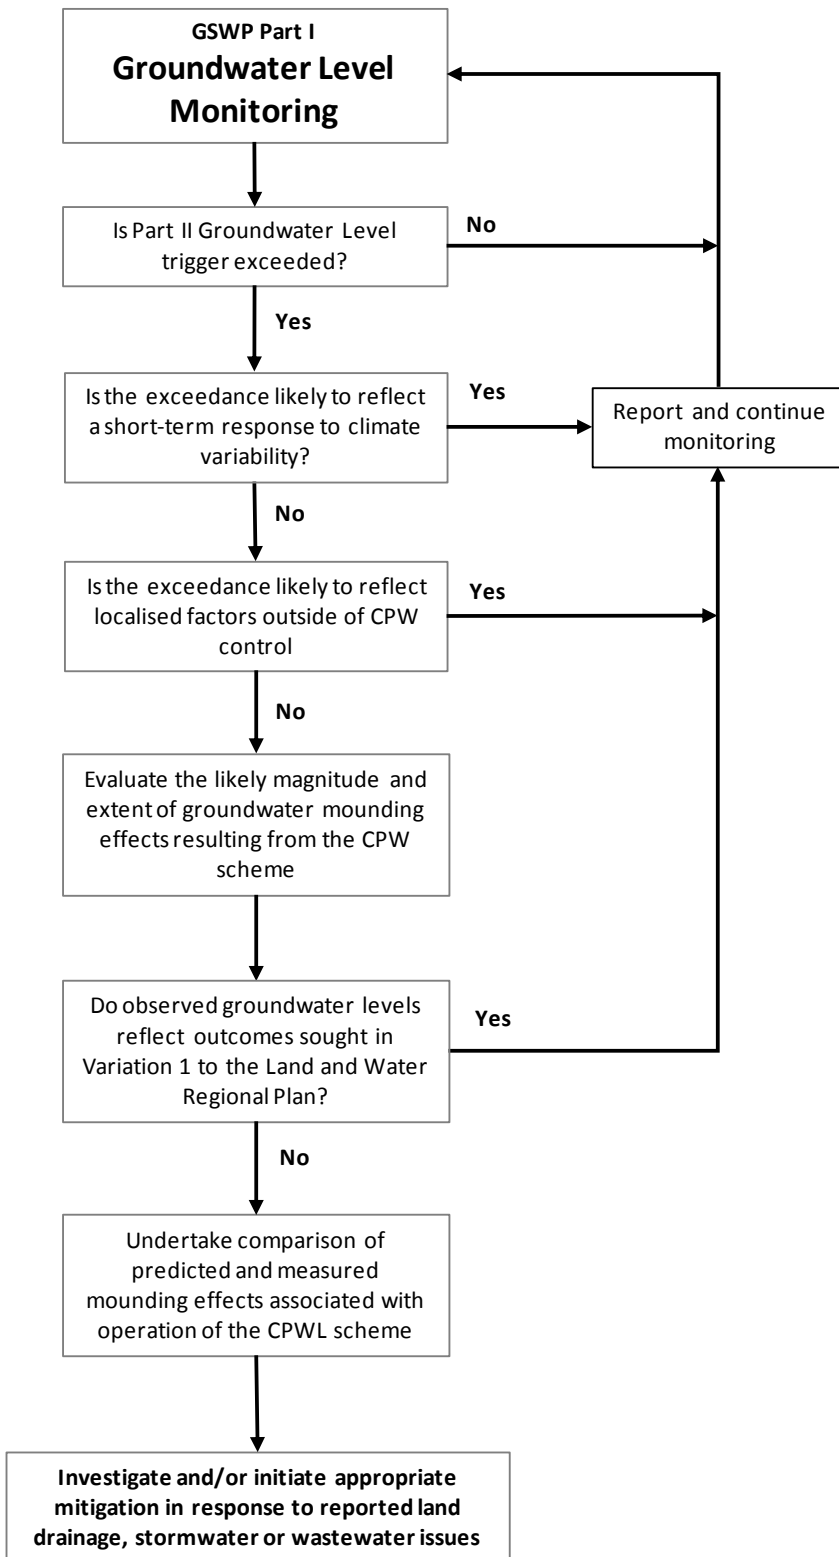 GSWP Part I
Groundwater Level
Monitoring
Is Part II Groundwater Level
trigger exceeded?
No
Yes
Is the exceedance likely to reflect
a short-term response to climate
variability?
Yes
Report and continue
monitoring
No
Is the exceedance likely to reflect
localised factors outside of CPW
control
Yes
No
Evaluate the likely magnitude and
extent of groundwater mounding
effects resulting from the CPW
scheme
Do observed groundwater levels
reflect outcomes sought in
Variation 1 to the Land and Water
Regional Plan?
Yes
No
Undertake comparison of
predicted and measured
mounding effects associated with
operation of the CPWL scheme
Investigate and/or initiate appropriate
mitigation in response to reported land
drainage, stormwater or wastewater issues